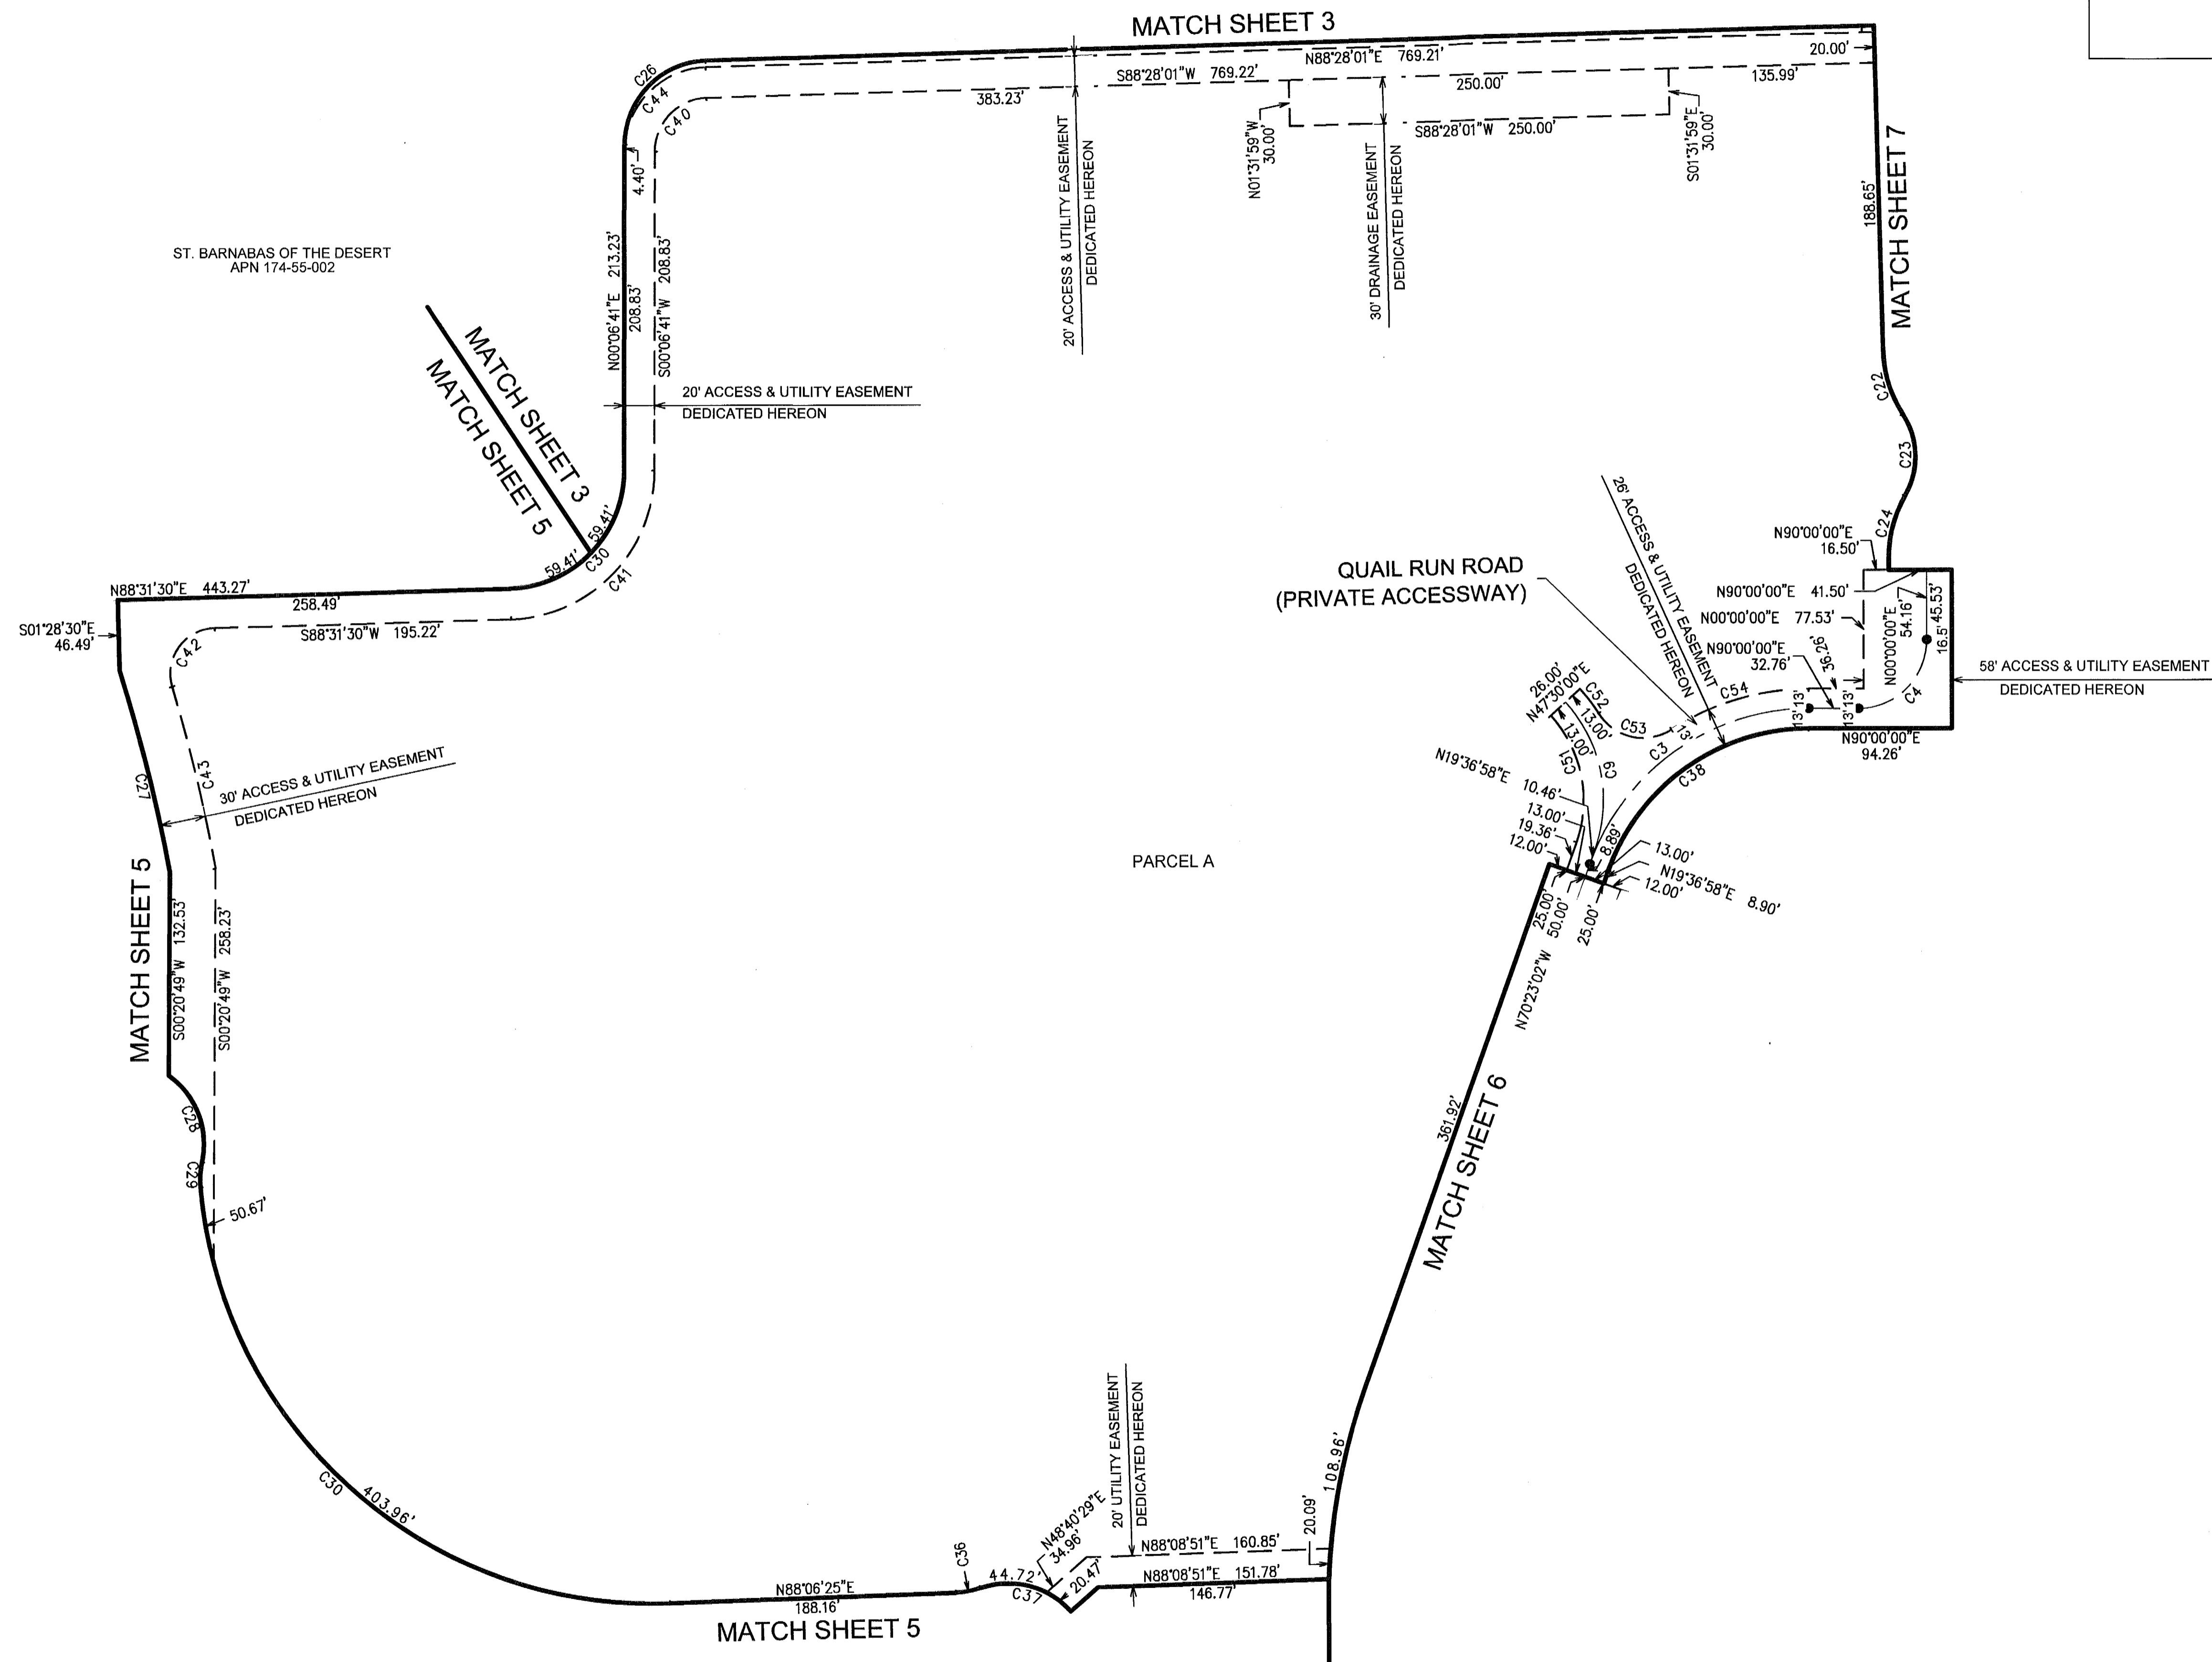 MATCH SHEET 3
20.00'
N88°28'01"E 769.21'
S88°28'01"W 769.22'
250.00'
135.99'
383.23'
S88°28'01"W 250.00'
N01°31'59"W
30.00'
S01°31'59"E
30.00'
C26
C44
C40
4.40'
20' ACCESS & UTILITY EASEMENT
DEDICATED HEREON
30' DRAINAGE EASEMENT
DEDICATED HEREON
188.65'
MATCH SHEET 7
ST. BARNABAS OF THE DESERT
APN 174-55-002
N00°06'41"E 213.23'
208.83'
S00°06'41"W 208.83'
MATCH SHEET 3
MATCH SHEET 5
20' ACCESS & UTILITY EASEMENT
DEDICATED HEREON
C22
C23
C24
59.41'
59.41'
C30
C41
N88°31'30"E 443.27'
258.49'
S01°28'30"E
46.49'
S88°31'30"W 195.22'
C42
C43
C27
30' ACCESS & UTILITY EASEMENT
DEDICATED HEREON
26' ACCESS & UTILITY EASEMENT
DEDICATED HEREON
QUAIL RUN ROAD
(PRIVATE ACCESSWAY)
N90°00'00"E
16.50'
N90°00'00"E 41.50'
N00°00'00"E 77.53'
N90°00'00"E
32.76'
36.26'
N00°00'00"E
54.16'
45.53'
16.5'
C4
58' ACCESS & UTILITY EASEMENT
DEDICATED HEREON
C54
13' 13'
13' 13'
N90°00'00"E
94.26'
26.00'
N47°30'00"E
C52
13.00'
13.00'
C53
13'
C51
C9
C3
C38
N19°36'58"E 10.46'
13.00'
19.36'
12.00'
8.89'
13.00'
N19°36'58"E 8.90'
12.00'
25.00'
50.00'
25.00'
N70°23'02"W
PARCEL A
MATCH SHEET 5
S00°20'49"W 132.53'
S00°20'49"W 258.23'
C28
C29
50.67'
361.92'
MATCH SHEET 6
C30
403.96'
108.96'
20.09'
20' UTILITY EASEMENT
DEDICATED HEREON
N48°40'29"E
34.96'
20.47'
N88°08'51"E 160.85'
N88°08'51"E 151.78'
146.77'
C36
44.72'
C37
N88°06'25"E
188.16'
MATCH SHEET 5